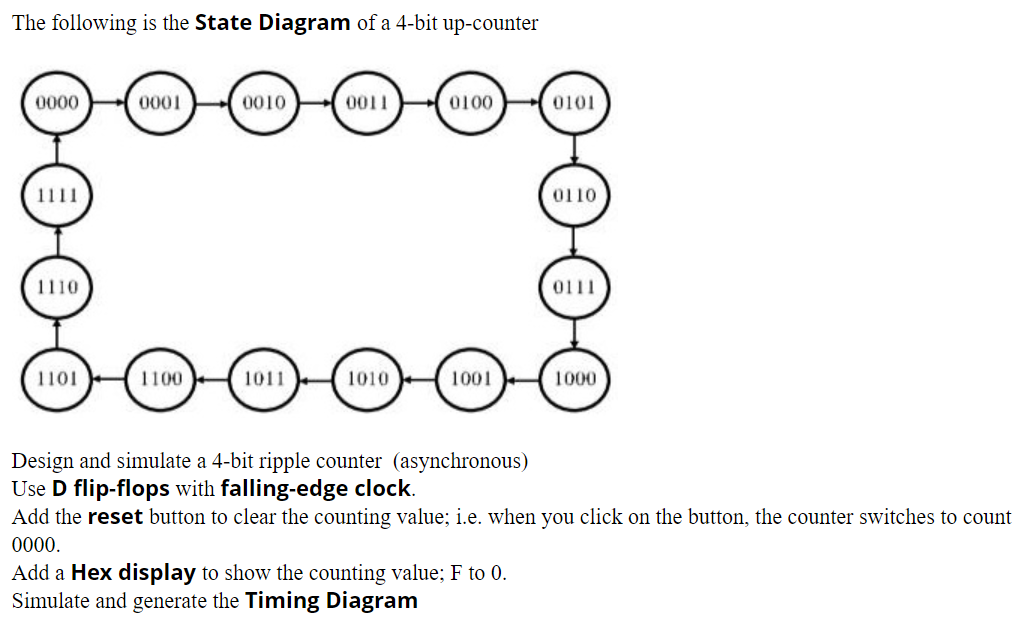 The following is the State Diagram of a 4-bit up-counter
0000 0001 0010 0011 0100 0101
1111 0110
1110 0111
1101 1100 1011 1010 1001 1000
Design and simulate a 4-bit ripple counter (asynchronous)
Use D flip-flops with falling-edge clock.
Add the reset button to clear the counting value; i.e. when you click on the button, the counter switches to count
0000.
Add a Hex display to show the counting value; F to 0.
Simulate and generate the Timing Diagram